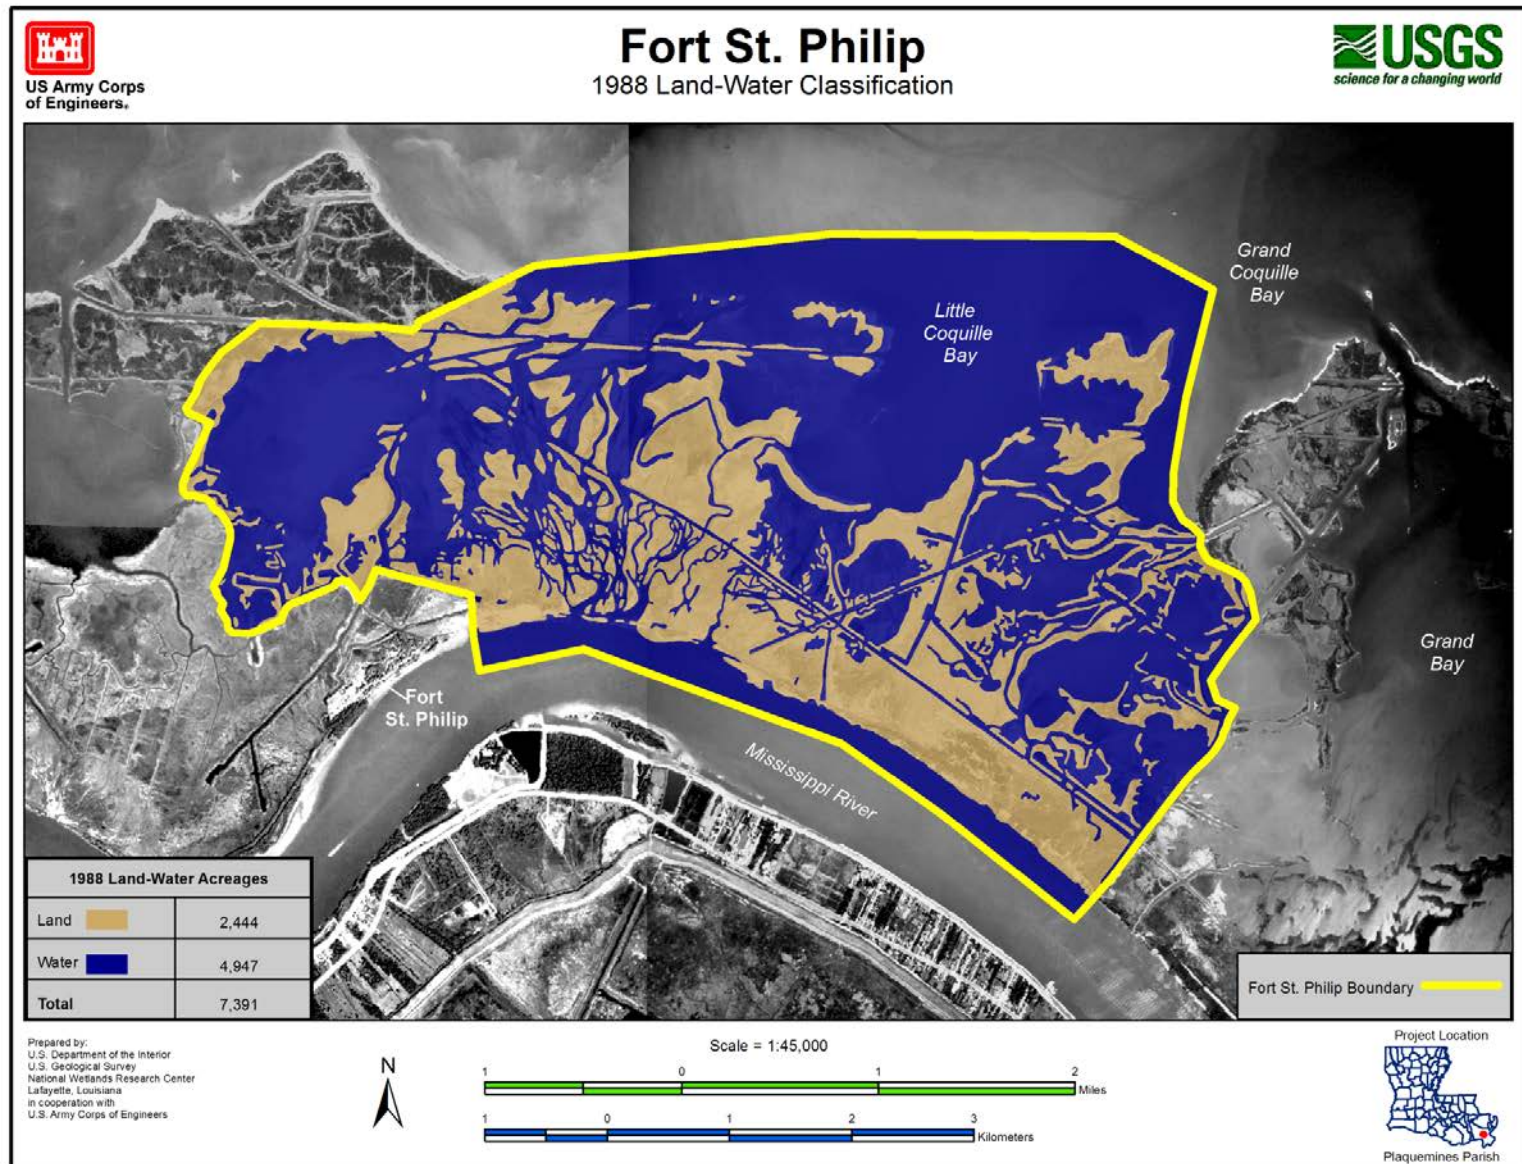 Fort St. Philip
1988 Land-Water Classification
US Army Corps
of Engineers®
USGS
science for a changing world
Grand
Coquille
Bay
Little
Coquille
Bay
Grand
Bay
Fort
St. Philip
Mississippi River
1988 Land-Water Acreages
Land 2,444
Water 4,947
Total 7,391
Fort St. Philip Boundary
Prepared by:
U.S. Department of the Interior
U.S. Geological Survey
National Wetlands Research Center
Lafayette, Louisiana
in cooperation with
U.S. Army Corps of Engineers
N
Scale = 1:45,000
1 0 1 2
Miles
1 0 1 2 3
Kilometers
Project Location
Plaquemines Parish